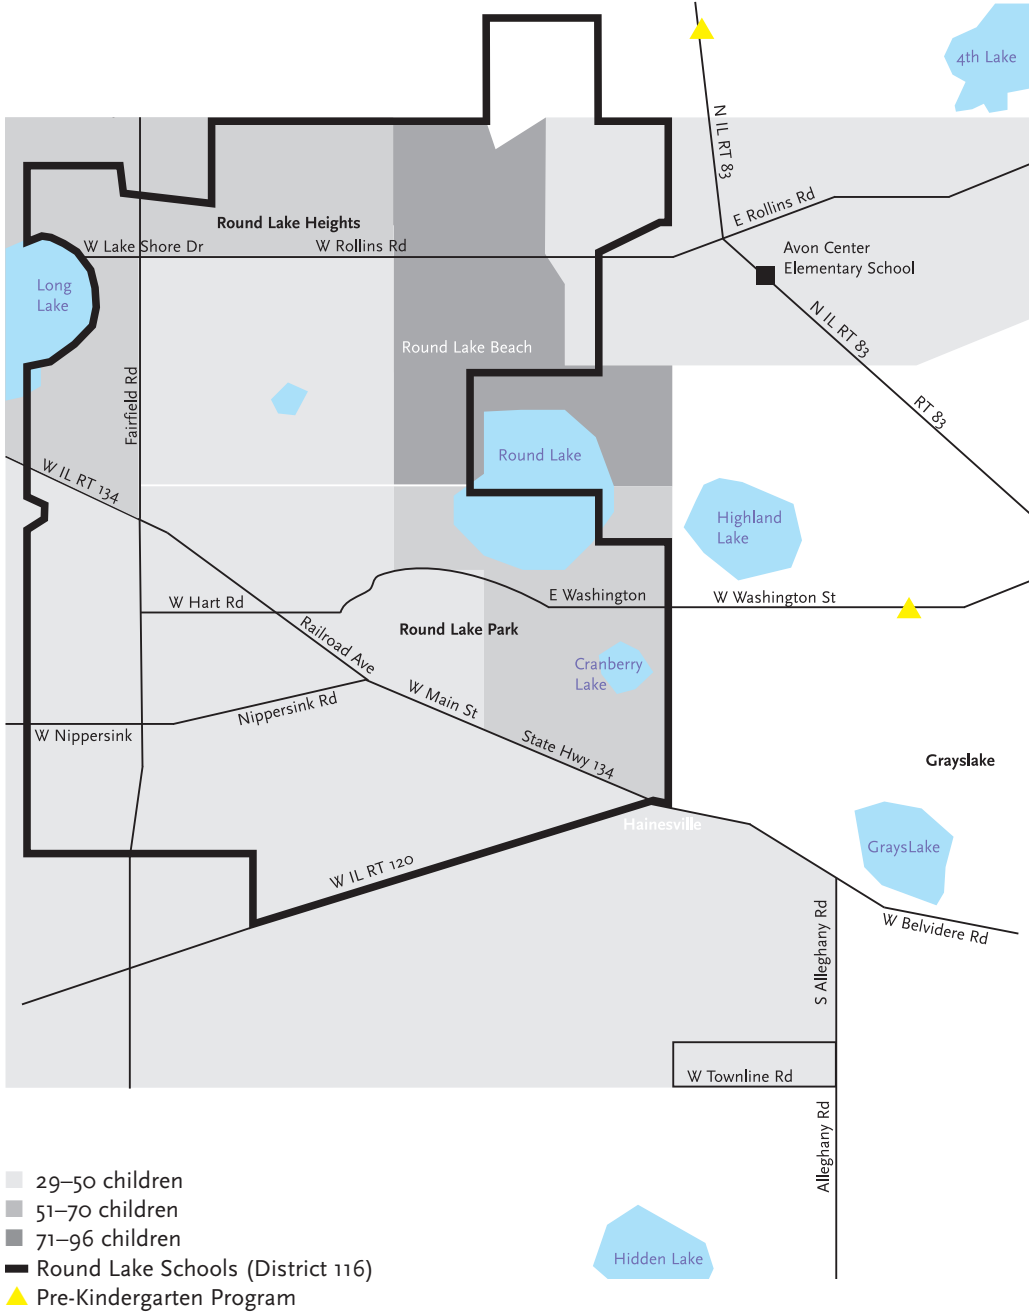 4th Lake
N IL RT 83
E Rollins Rd
Round Lake Heights
W Lake Shore Dr
W Rollins Rd
Avon Center
Elementary School
Long
Lake
N IL RT 83
Round Lake Beach
Fairfield Rd
RT 83
W IL RT 134
Round Lake
Highland
Lake
W Hart Rd
E Washington
W Washington St
Railroad Ave
Round Lake Park
Cranberry
Lake
W Main St
Nippersink Rd
W Nippersink
State Hwy 134
Grayslake
Hainesville
GraysLake
W IL RT 120
W Belvidere Rd
S Alleghany Rd
W Townline Rd
Alleghany Rd
Hidden Lake
29–50 children
51–70 children
71–96 children
Round Lake Schools (District 116)
Pre-Kindergarten Program